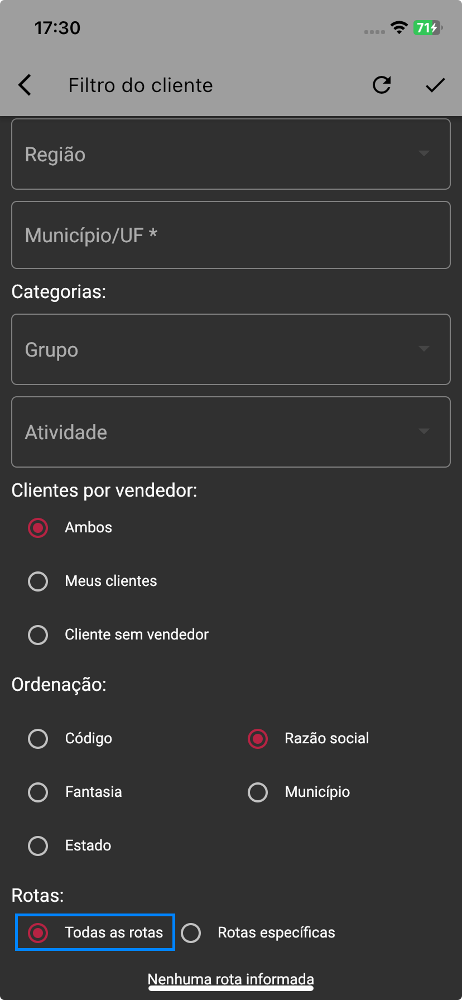 17:30
71
Filtro do cliente
Região
Município/UF *
Categorias:
Grupo
Atividade
Clientes por vendedor:
Ambos
Meus clientes
Cliente sem vendedor
Ordenação:
Código Razão social
Fantasia Município
Estado
Rotas:
Todas as rotas Rotas específicas
Nenhuma rota informada